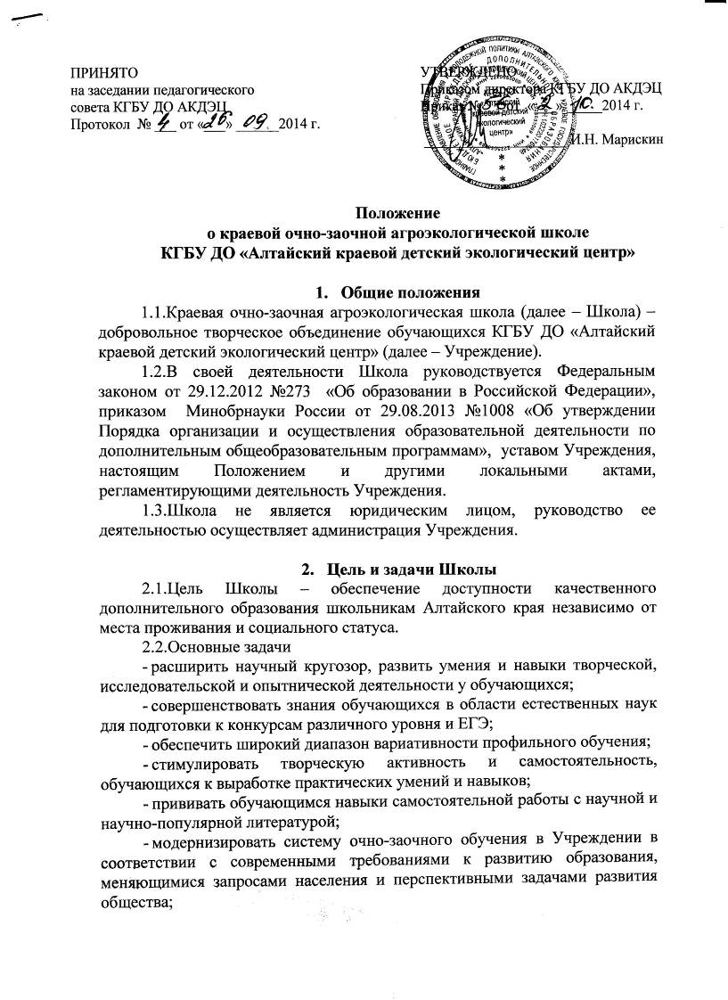 ПРИНЯТО
на заседании педагогического
совета КГБУ ДО АКДЭЦ
Протокол № 4 от «26» 09. 2014 г.
УТВЕРЖДЕНО
Приказом директора КГБУ ДО АКДЭЦ
Приказ № от «2» 10. 2014 г.
И.Н. Марискин
Положение
о краевой очно-заочной агроэкологической школе
КГБУ ДО «Алтайский краевой детский экологический центр»
1. Общие положения
1.1.Краевая очно-заочная агроэкологическая школа (далее – Школа) –
добровольное творческое объединение обучающихся КГБУ ДО «Алтайский
краевой детский экологический центр» (далее – Учреждение).
1.2.В своей деятельности Школа руководствуется Федеральным
законом от 29.12.2012 №273 «Об образовании в Российской Федерации»,
приказом Минобрнауки России от 29.08.2013 №1008 «Об утверждении
Порядка организации и осуществления образовательной деятельности по
дополнительным общеобразовательным программам», уставом Учреждения,
настоящим Положением и другими локальными актами,
регламентирующими деятельность Учреждения.
1.3.Школа не является юридическим лицом, руководство ее
деятельностью осуществляет администрация Учреждения.
2. Цель и задачи Школы
2.1.Цель Школы – обеспечение доступности качественного
дополнительного образования школьникам Алтайского края независимо от
места проживания и социального статуса.
2.2.Основные задачи
- расширить научный кругозор, развить умения и навыки творческой,
исследовательской и опытнической деятельности у обучающихся;
- совершенствовать знания обучающихся в области естественных наук
для подготовки к конкурсам различного уровня и ЕГЭ;
- обеспечить широкий диапазон вариативности профильного обучения;
- стимулировать творческую активность и самостоятельность,
обучающихся к выработке практических умений и навыков;
- прививать обучающимся навыки самостоятельной работы с научной и
научно-популярной литературой;
- модернизировать систему очно-заочного обучения в Учреждении в
соответствии с современными требованиями к развитию образования,
меняющимися запросами населения и перспективными задачами развития
общества;